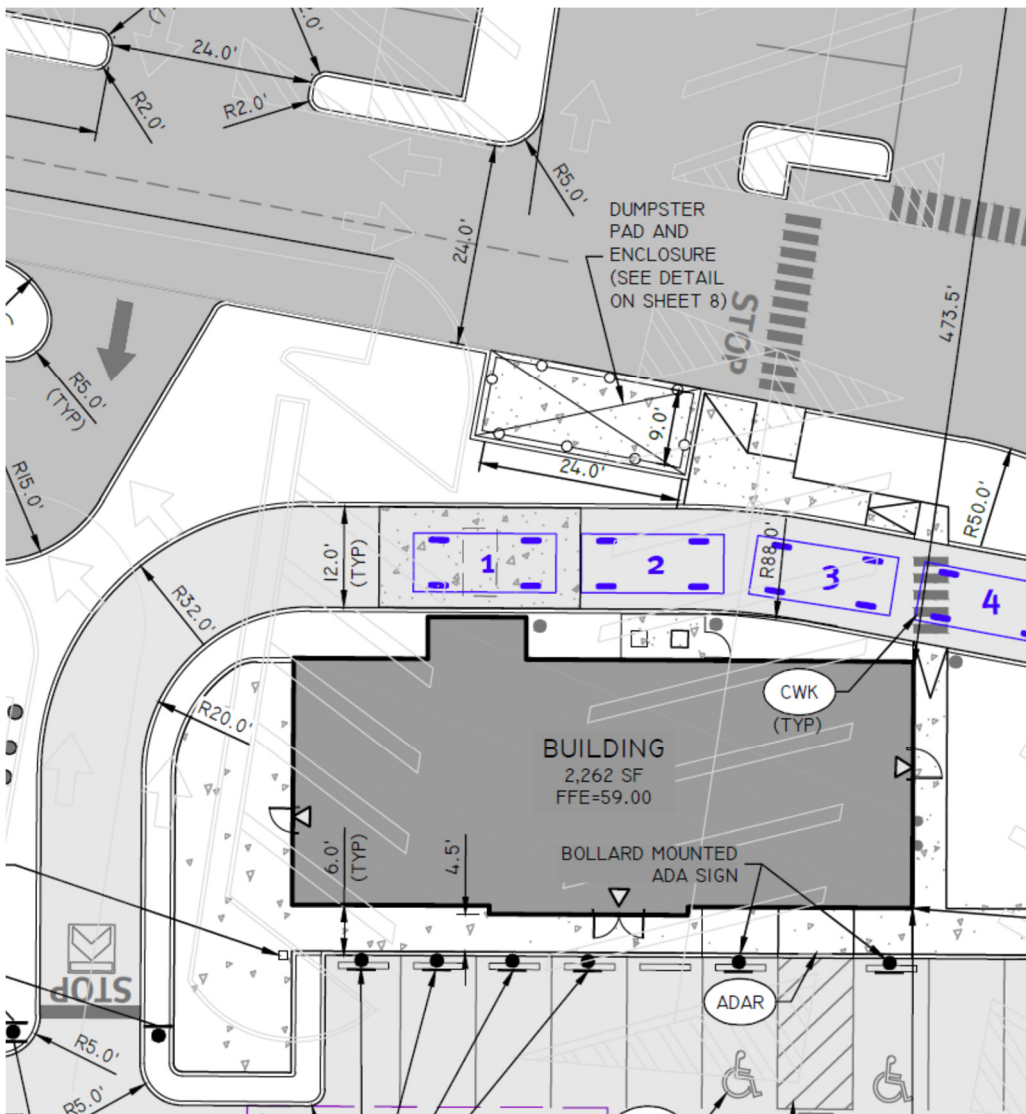 24.0'
R2.0'
R2.0'
R5.0'
DUMPSTER
PAD AND
ENCLOSURE
(SEE DETAIL
ON SHEET 8)
24.0'
STOP
473.5'
R5.0'
(TYP)
9.0'
24.0'
R15.0'
R50.0'
12.0'
(TYP)
1
2
R88.0'
3
4
R32.0'
CWK
(TYP)
R20.0'
BUILDING
2,262 SF
FFE=59.00
6.0'
(TYP)
4.5'
BOLLARD MOUNTED
ADA SIGN
STOP
ADAR
R5.0'
R5.0'